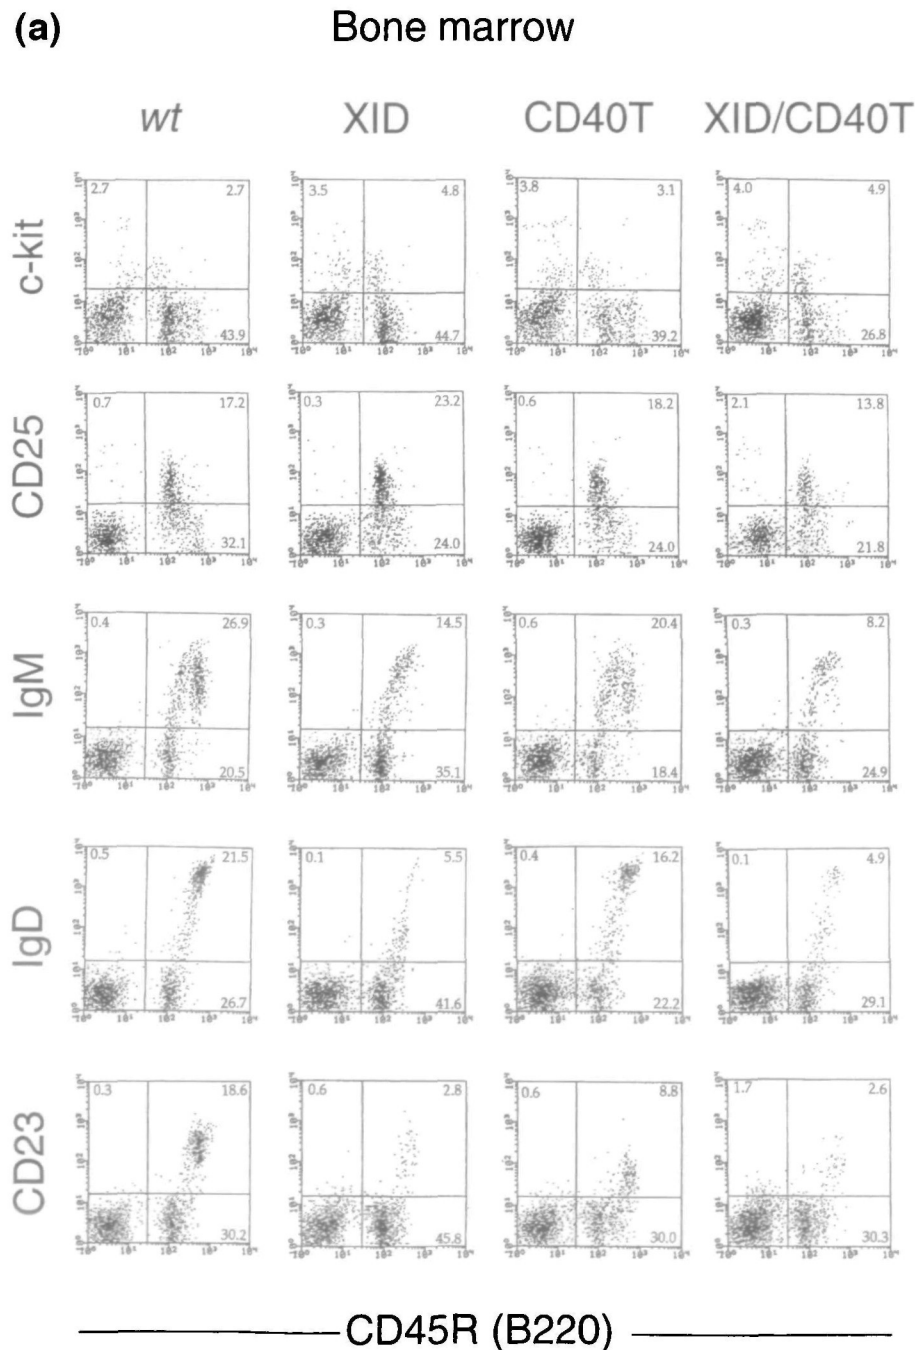 (a) Bone marrow
wt XID CD40T XID/CD40T
c-kit
2.7 2.7 3.5 4.8 3.8 3.1 4.0 4.9
43.9 44.7 39.2 26.8
CD25
0.7 17.2 0.3 23.2 0.6 18.2 2.1 13.8
32.1 24.0 24.0 21.8
IgM
0.4 26.9 0.3 14.5 0.6 20.4 0.3 8.2
20.5 35.1 18.4 24.9
IgD
0.5 21.5 0.1 5.5 0.4 16.2 0.1 4.9
26.7 41.6 22.2 29.1
CD23
0.3 18.6 0.6 2.8 0.6 8.8 1.7 2.6
30.2 45.8 30.0 30.3
CD45R (B220)